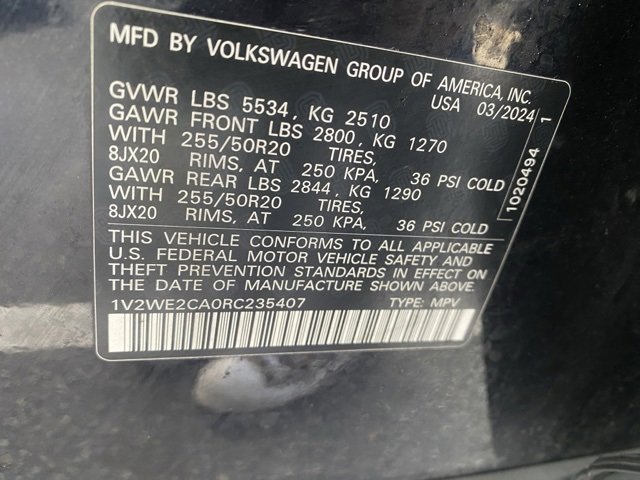 MFD BY VOLKSWAGEN GROUP OF AMERICA, INC.
USA 03/2024
GVWR LBS 5534, KG 2510
GAWR FRONT LBS 2800, KG 1270
WITH 255/50R20 TIRES,
8JX20 RIMS, AT 250 KPA, 36 PSI COLD
GAWR REAR LBS 2844, KG 1290
WITH 255/50R20 TIRES,
8JX20 RIMS, AT 250 KPA, 36 PSI COLD
THIS VEHICLE CONFORMS TO ALL APPLICABLE
U.S. FEDERAL MOTOR VEHICLE SAFETY AND
THEFT PREVENTION STANDARDS IN EFFECT ON
THE DATE OF MANUFACTURE SHOWN ABOVE.
1V2WE2CA0RC235407 TYPE: MPV
1020494 1